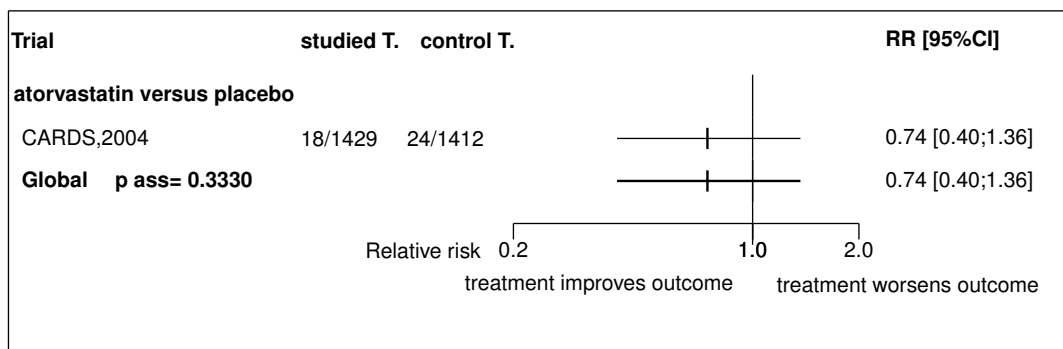 Trial studied T. control T. RR [95%CI]
atorvastatin versus placebo
CARDS,2004 18/1429 24/1412 0.74 [0.40;1.36]
Global p ass= 0.3330 0.74 [0.40;1.36]
Relative risk 0.2 1.0 2.0
treatment improves outcome treatment worsens outcome